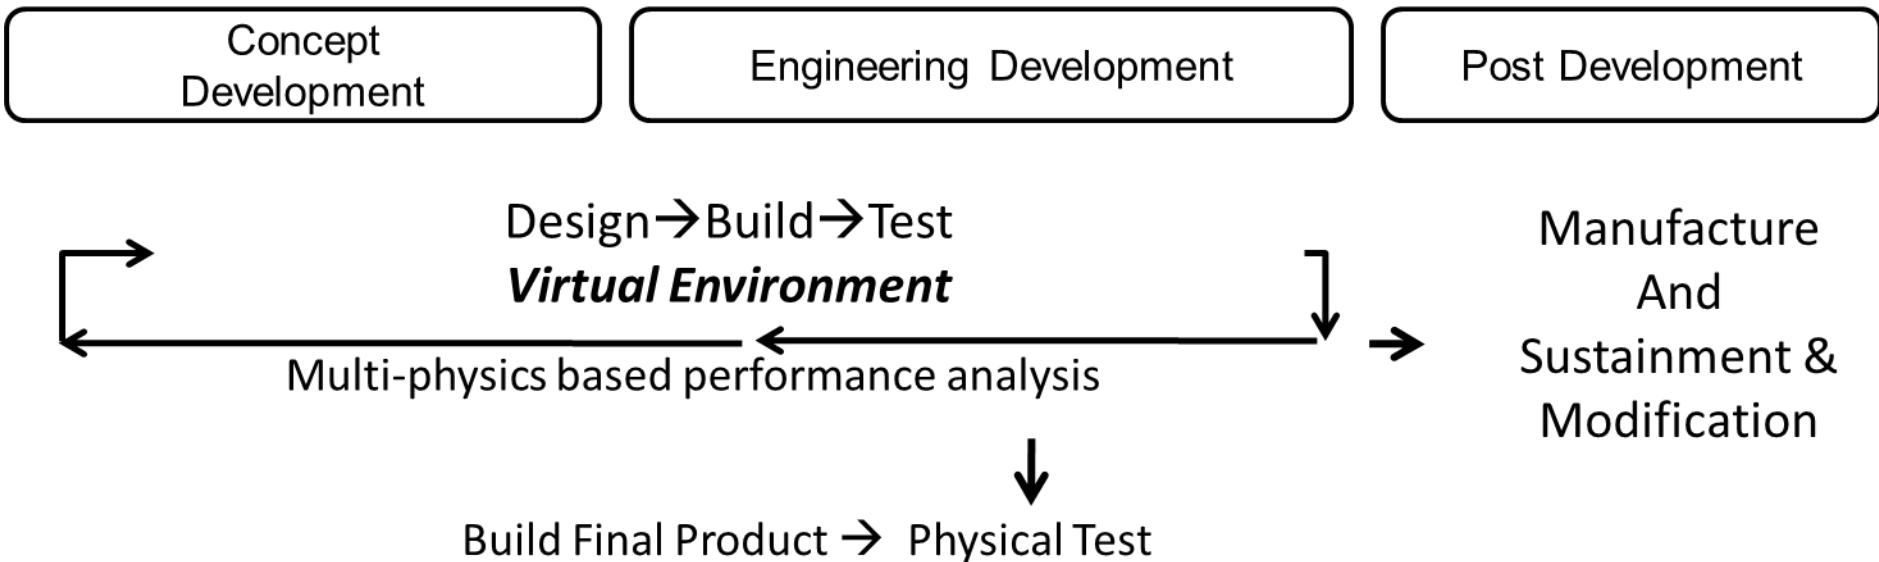 Concept
Development
Engineering Development
Post Development
Design→Build→Test
Virtual Environment
Multi-physics based performance analysis
Build Final Product → Physical Test
Manufacture
And
Sustainment &
Modification